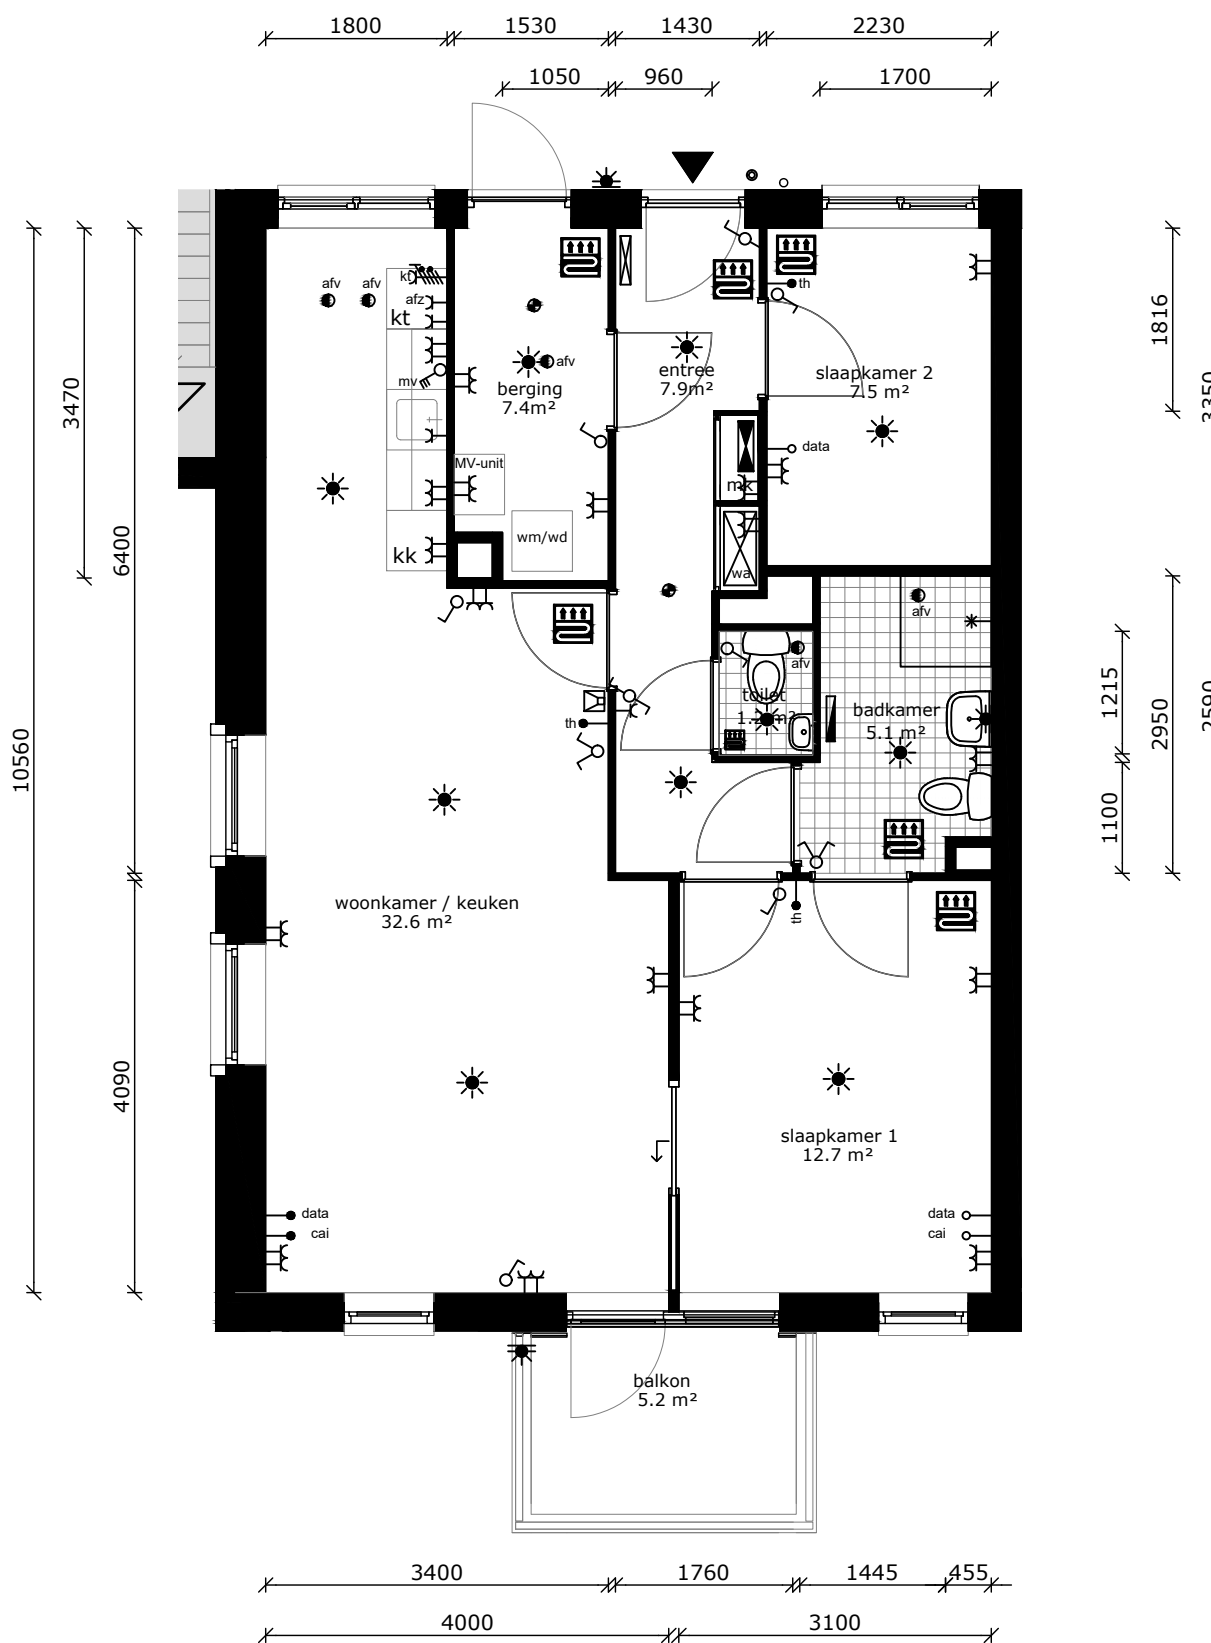 1800 1530 1430 2230
1050 960 1700
kt
afv afv
afz
kt
mv
afv
berging
7.4m²
entree
7.9m²
th
slaapkamer 2
7.5 m²
data
MV-unit
mk
wm/wd
kk
wa
afv
afv
toilet
th
badkamer
5.1 m²
woonkamer / keuken
32.6 m²
th
slaapkamer 1
12.7 m²
data
cai
data
cai
balkon
5.2 m²
10560
3470
6400
4090
1816
3350
1215
2950
2590
1100
3400 1760 1445 455
4000 3100